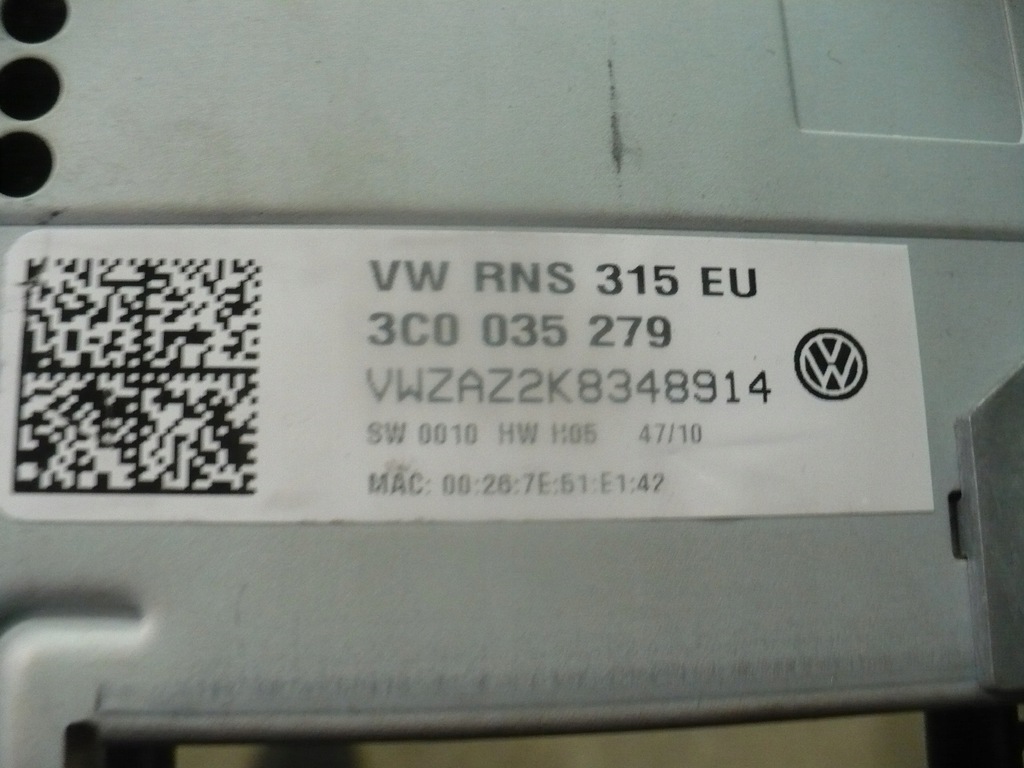 VW RNS 315 EU
3C0 035 279
VWZAZ2K8348914
SW 0010 HW H05 47/10
MAC: 00:26:7E:51:E1:42